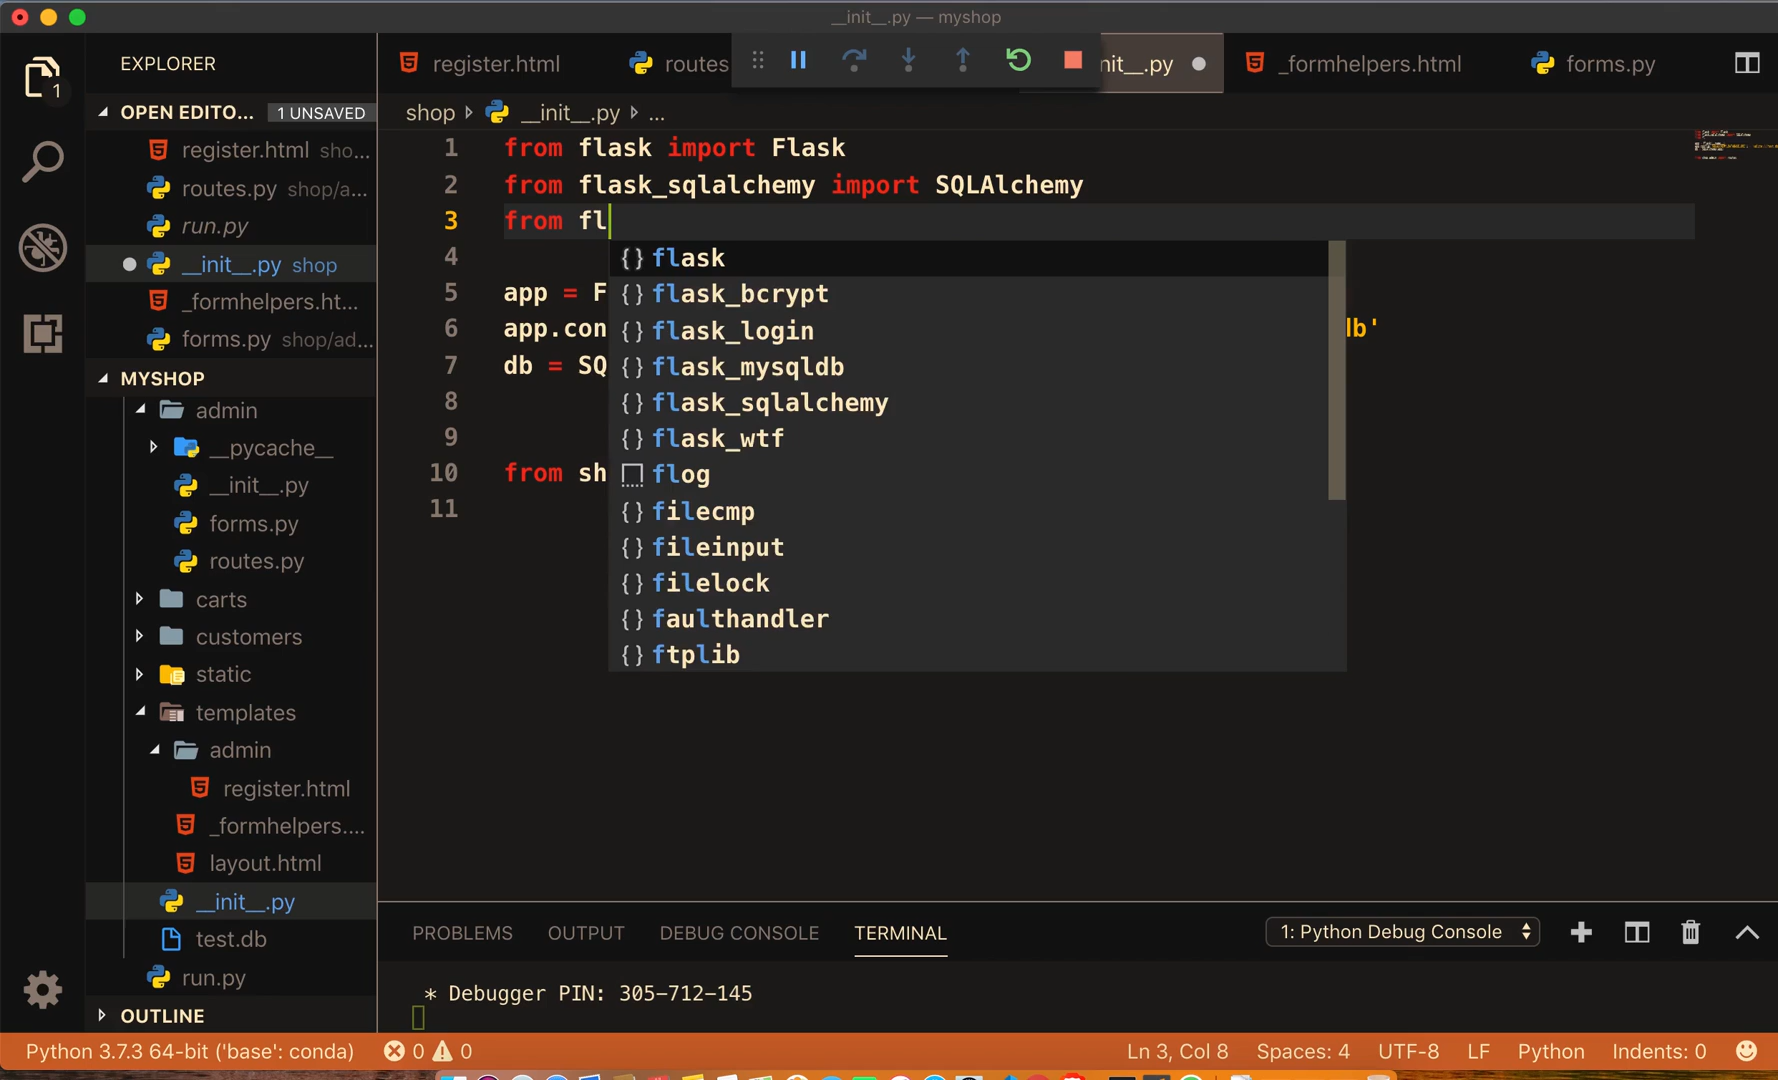 __init__.py — myshop
EXPLORER
1
OPEN EDITO... 1 UNSAVED
register.html sho...
routes.py shop/a...
run.py
__init__.py shop
_formhelpers.ht...
forms.py shop/ad...
MYSHOP
admin
__pycache__
__init__.py
forms.py
routes.py
carts
customers
static
templates
admin
register.html
_formhelpers....
layout.html
__init__.py
test.db
run.py
OUTLINE
register.html routes nit__.py _formhelpers.html forms.py
shop __init__.py ...
1 from flask import Flask
2 from flask_sqlalchemy import SQLAlchemy
3 from fl
4
5 app = F
6 app.con lb'
7 db = SQ
8
9
10 from sh
11
{} flask
{} flask_bcrypt
{} flask_login
{} flask_mysqldb
{} flask_sqlalchemy
{} flask_wtf
flog
{} filecmp
{} fileinput
{} filelock
{} faulthandler
{} ftplib
PROBLEMS OUTPUT DEBUG CONSOLE TERMINAL 1: Python Debug Console
* Debugger PIN: 305-712-145
Python 3.7.3 64-bit ('base': conda) 0 0 Ln 3, Col 8 Spaces: 4 UTF-8 LF Python Indents: 0